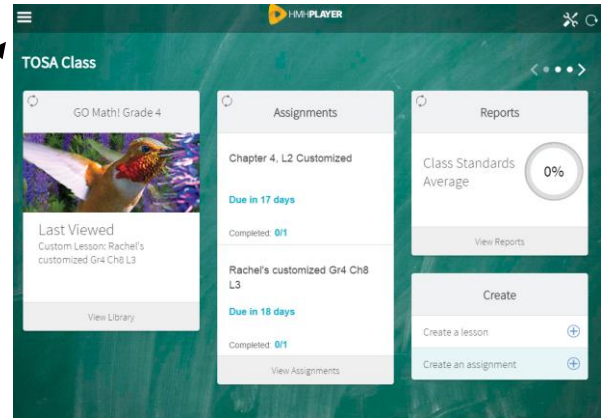 HMH PLAYER
TOSA Class
GO Math! Grade 4
Last Viewed
Custom Lesson: Rachel's
customized Gr4 Ch8 L3
View Library
Assignments
Chapter 4, L2 Customized
Due in 17 days
Completed: 0/1
Rachel's customized Gr4 Ch8
L3
Due in 18 days
Completed: 0/1
View Assignments
Reports
Class Standards
Average
0%
View Reports
Create
Create a lesson
Create an assignment